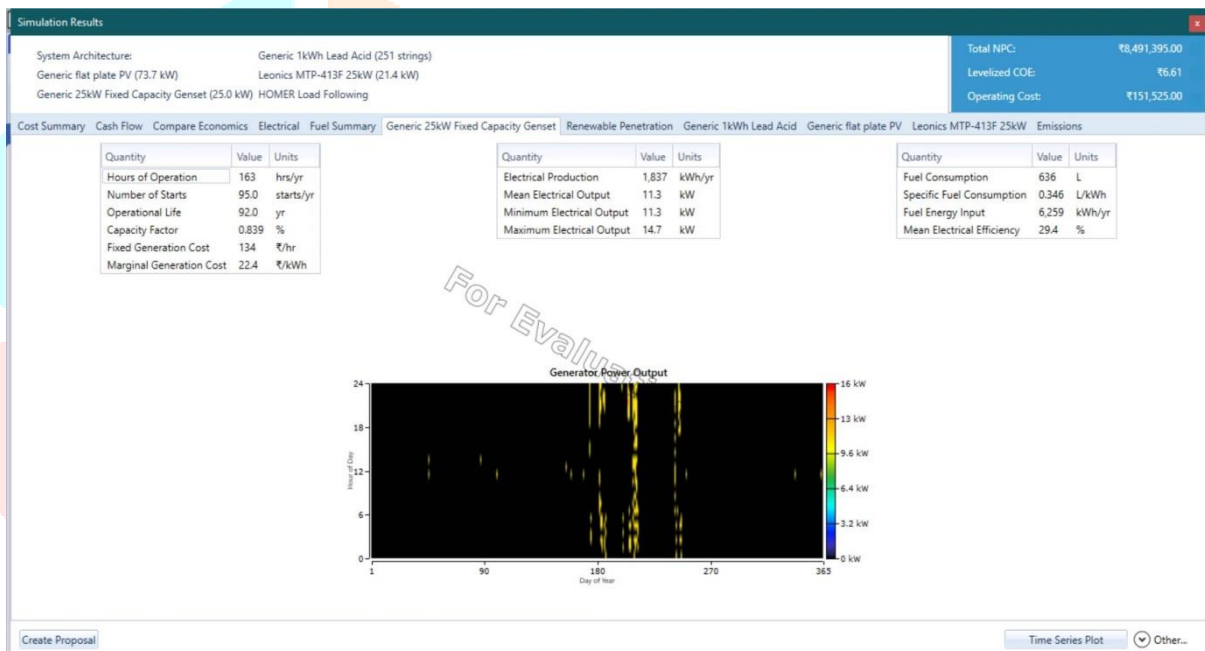 Simulation Results
x
System Architecture:
Generic flat plate PV (73.7 kW)
Generic 25kW Fixed Capacity Genset (25.0 kW)
Generic 1kWh Lead Acid (251 strings)
Leonics MTP-413F 25kW (21.4 kW)
HOMER Load Following
Total NPC: ₹8,491,395.00
Levelized COE: ₹6.61
Operating Cost: ₹151,525.00
Cost Summary Cash Flow Compare Economics Electrical Fuel Summary Generic 25kW Fixed Capacity Genset Renewable Penetration Generic 1kWh Lead Acid Generic flat plate PV Leonics MTP-413F 25kW Emissions
Quantity Value Units
Hours of Operation 163 hrs/yr
Number of Starts 95.0 starts/yr
Operational Life 92.0 yr
Capacity Factor 0.839 %
Fixed Generation Cost 134 ₹/hr
Marginal Generation Cost 22.4 ₹/kWh
Quantity Value Units
Electrical Production 1,837 kWh/yr
Mean Electrical Output 11.3 kW
Minimum Electrical Output 11.3 kW
Maximum Electrical Output 14.7 kW
Quantity Value Units
Fuel Consumption 636 L
Specific Fuel Consumption 0.346 L/kWh
Fuel Energy Input 6,259 kWh/yr
Mean Electrical Efficiency 29.4 %
For
Generator Power Output
24
18
12
6
0
Hour of Day
1 90 180 270 365
Day of Year
16 kW
13 kW
9.6 kW
6.4 kW
3.2 kW
0 kW
Create Proposal
Time Series Plot
Other...